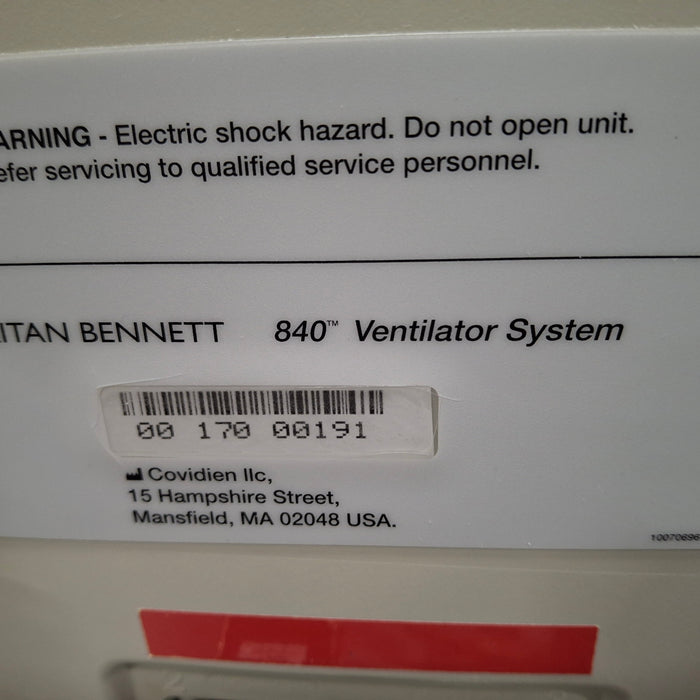 ARNING - Electric shock hazard. Do not open unit.
efer servicing to qualified service personnel.
ITAN BENNETT 840™ Ventilator System
00 170 00191
Covidien llc,
15 Hampshire Street,
Mansfield, MA 02048 USA.
10070696